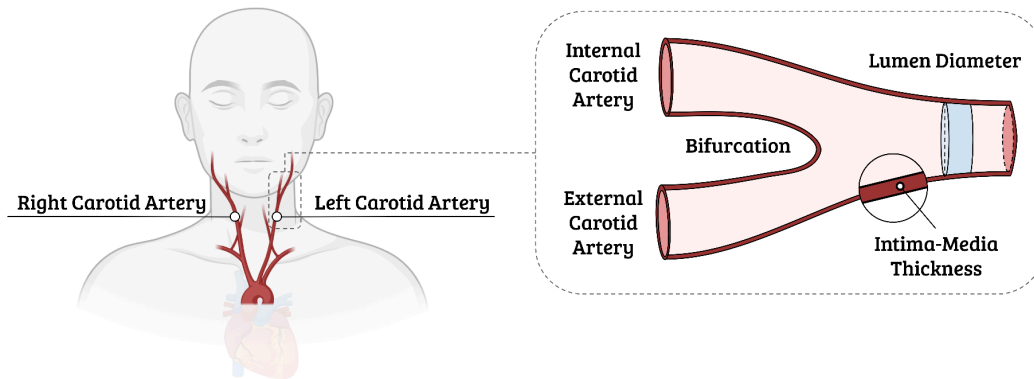 Right Carotid Artery
Left Carotid Artery
Internal
Carotid
Artery
Lumen Diameter
Bifurcation
External
Carotid
Artery
Intima-Media
Thickness